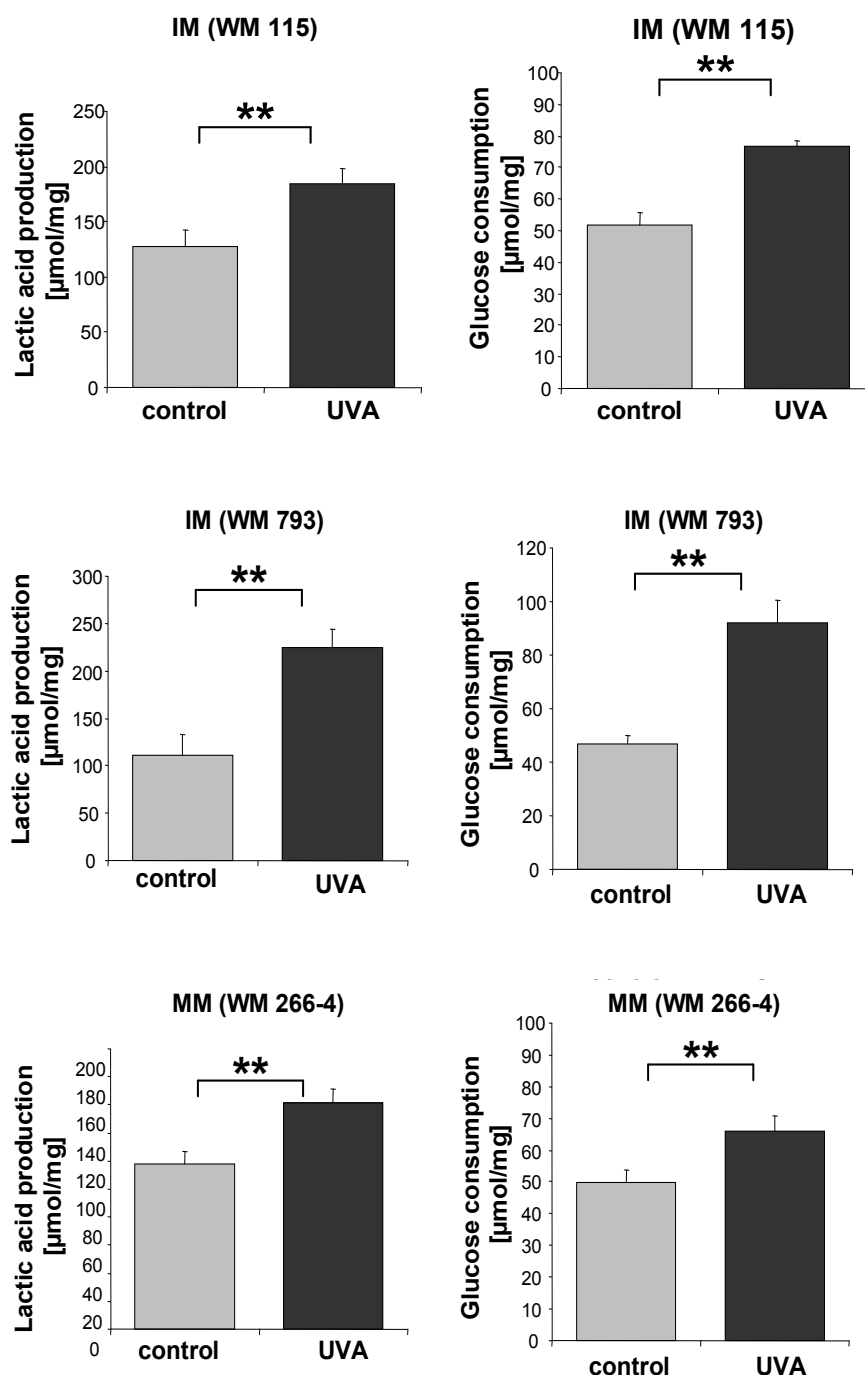 IM (WM 115)
Lactic acid production
[µmol/mg]
250
200
150
100
50
0
**
control UVA
IM (WM 115)
Glucose consumption
[µmol/mg]
100
90
80
70
60
50
40
30
20
10
0
**
control UVA
IM (WM 793)
Lactic acid production
[µmol/mg]
300
250
200
150
100
50
0
**
control UVA
IM (WM 793)
Glucose consumption
[µmol/mg]
120
100
80
60
40
20
0
**
control UVA
MM (WM 266-4)
Lactic acid production
[µmol/mg]
200
180
160
140
120
100
80
60
40
20
0
**
control UVA
MM (WM 266-4)
Glucose consumption
[µmol/mg]
100
90
80
70
60
50
40
30
20
10
0
**
control UVA